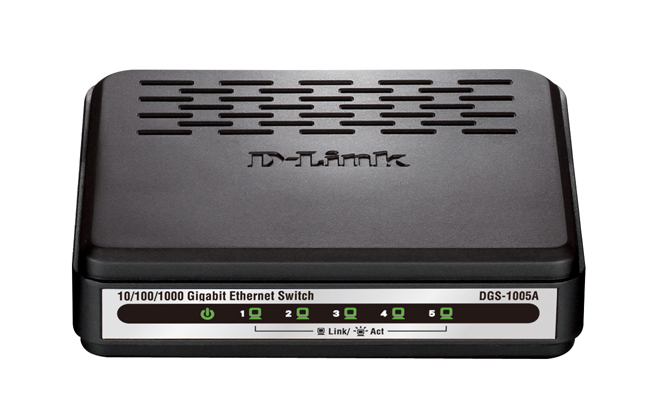 D-Link
10/100/1000 Gigabit Ethernet Switch DGS-1005A
1 2 3 4 5
Link/ Act